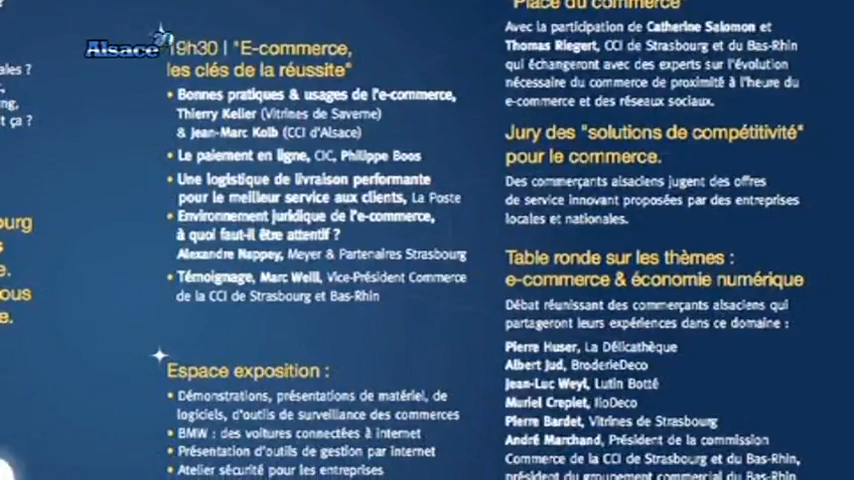 ?
ales ?
ng,
t ça ?
ourg
s
e.
ous
e.
Alsace 20
19h30 | "E-commerce,
les clés de la réussite"
• Bonnes pratiques & usages de l'e-commerce,
Thierry Keller (Vitrines de Saverne)
& Jean-Marc Kolb (CCI d'Alsace)
• Le paiement en ligne, CIC, Philippe Boos
• Une logistique de livraison performante
pour le meilleur service aux clients, La Poste
• Environnement juridique de l'e-commerce,
à quoi faut-il être attentif ?
Alexandre Nappey, Meyer & Partenaires Strasbourg
• Témoignage, Marc Weill, Vice-Président Commerce
de la CCI de Strasbourg et Bas-Rhin
Espace exposition :
• Démonstrations, présentations de matériel, de
logiciels, d'outils de surveillance des commerces
• BMW : des voitures connectées à internet
• Présentation d'outils de gestion par internet
• Atelier sécurité pour les entreprises
"Place du commerce"
Avec la participation de Catherine Salomon et
Thomas Riegert, CCI de Strasbourg et du Bas-Rhin
qui échangeront avec des experts sur l'évolution
nécessaire du commerce de proximité à l'heure du
e-commerce et des réseaux sociaux.
Jury des "solutions de compétitivité"
pour le commerce.
Des commerçants alsaciens jugent des offres
de service innovant proposées par des entreprises
locales et nationales.
Table ronde sur les thèmes :
e-commerce & économie numérique
Débat réunissant des commerçants alsaciens qui
partageront leurs expériences dans ce domaine :
Pierre Huser, La Délicathèque
Albert Jud, BroderieDeco
Jean-Luc Weyl, Lutin Botté
Muriel Creplet, IloDeco
Pierre Bardet, Vitrines de Strasbourg
André Marchand, Président de la commission
Commerce de la CCI de Strasbourg et du Bas-Rhin,
président du groupement commercial du Bas-Rhin